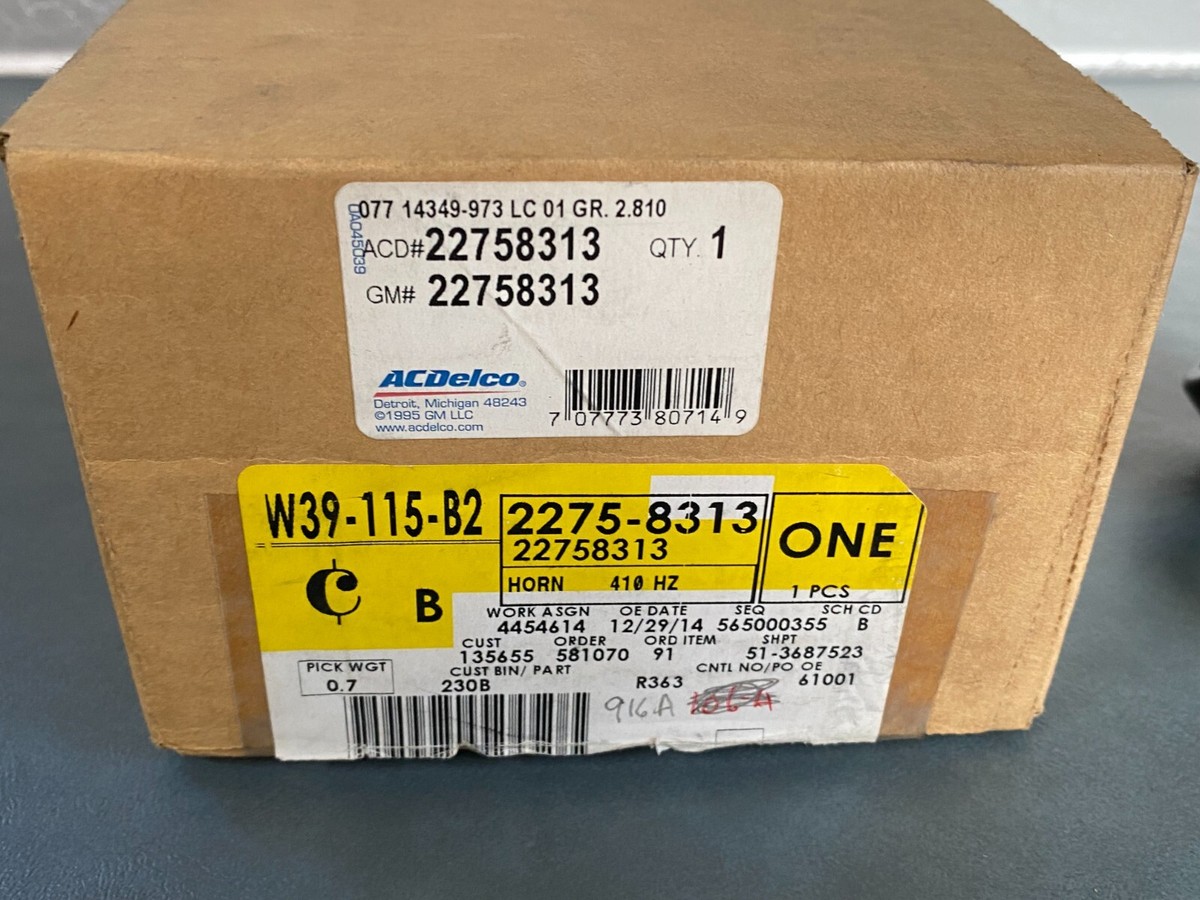 077 14349-973 LC 01 GR. 2.810
UA045039
ACD#22758313 QTY. 1
GM# 22758313
ACDelco®
Detroit, Michigan 48243
©1995 GM LLC
www.acdelco.com
7 07773 80714 9
W39-115-B2
2275-8313
22758313
ONE
HORN 410 HZ
1 PCS
¢ B
WORK ASGN OE DATE SEQ SCH CD
4454614 12/29/14 565000355 B
CUST ORDER ORD ITEM SHPT
135655 581070 91 51-3687523
PICK WGT CUST BIN/ PART CNTL NO/PO OE
0.7 230B R363 61001
916A